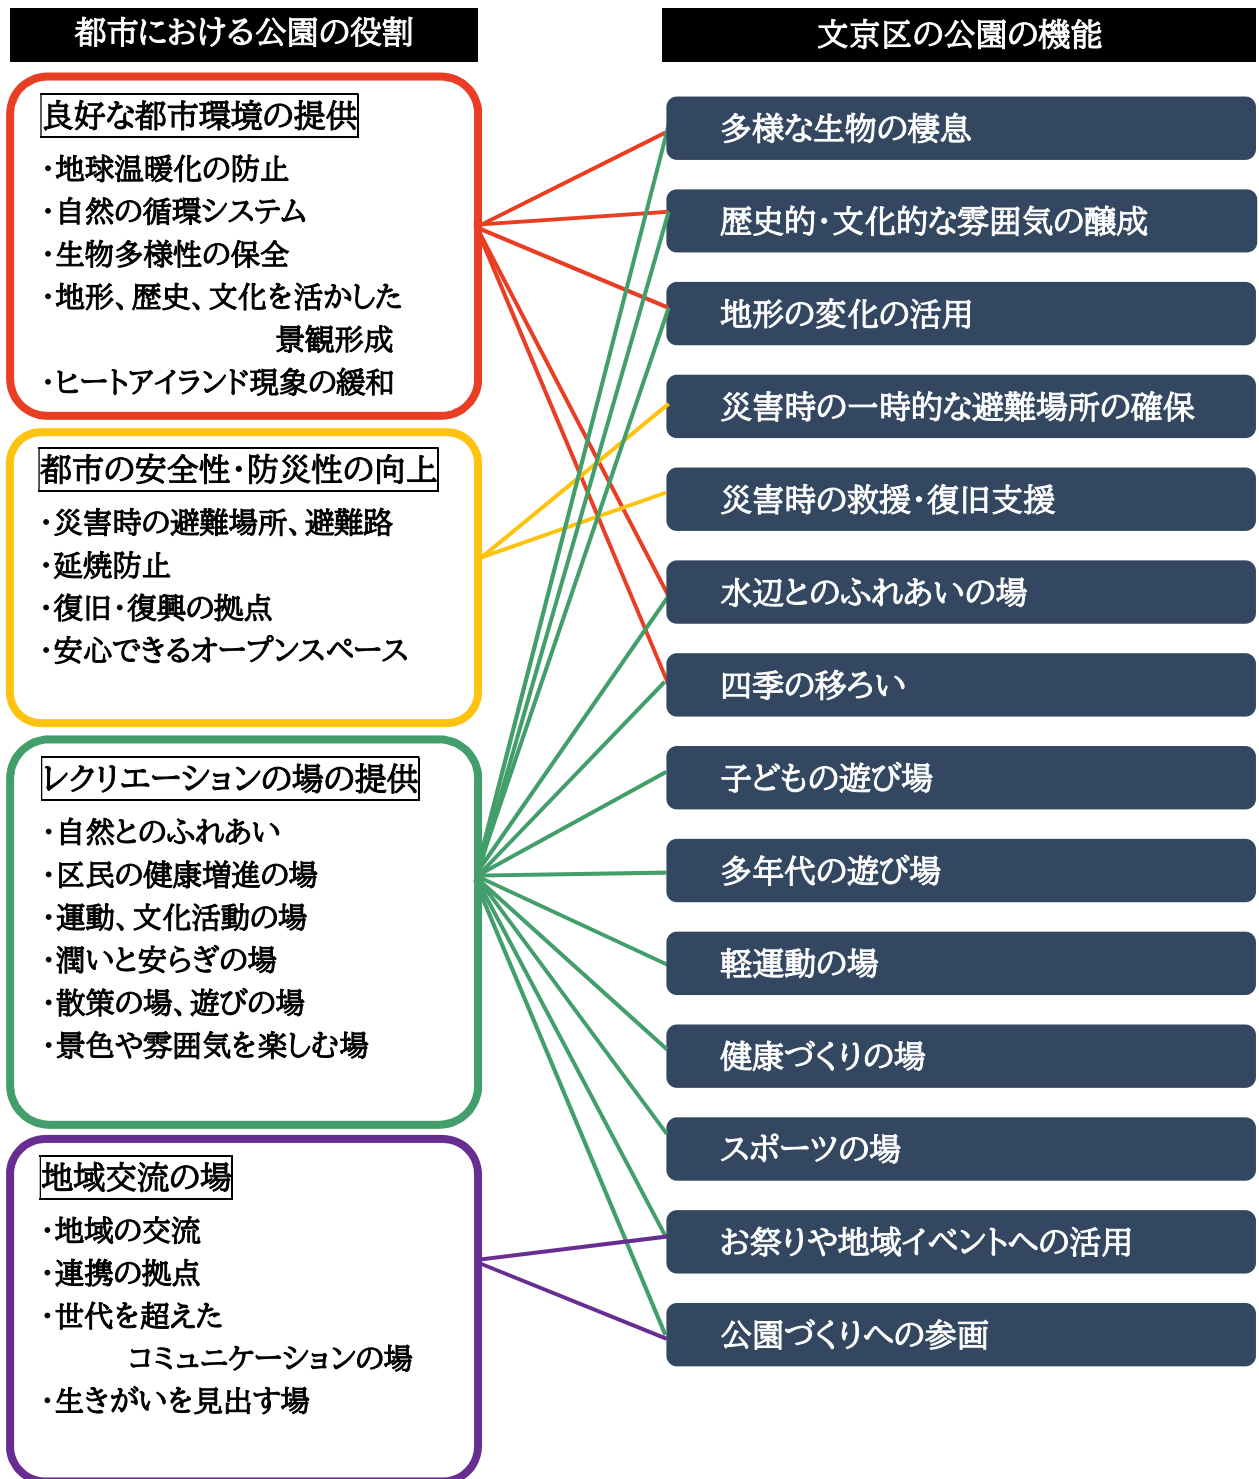 都市における公園の役割
良好な都市環境の提供
・地球温暖化の防止
・自然の循環システム
・生物多様性の保全
・地形、歴史、文化を活かした
景観形成
・ヒートアイランド現象の緩和
都市の安全性・防災性の向上
・災害時の避難場所、避難路
・延焼防止
・復旧・復興の拠点
・安心できるオープンスペース
レクリエーションの場の提供
・自然とのふれあい
・区民の健康増進の場
・運動、文化活動の場
・潤いと安らぎの場
・散策の場、遊びの場
・景色や雰囲気を楽しむ場
地域交流の場
・地域の交流
・連携の拠点
・世代を超えた
コミュニケーションの場
・生きがいを見出す場
文京区の公園の機能
多様な生物の棲息
歴史的・文化的な雰囲気の醸成
地形の変化の活用
災害時の一時的な避難場所の確保
災害時の救援・復旧支援
水辺とのふれあいの場
四季の移ろい
子どもの遊び場
多年代の遊び場
軽運動の場
健康づくりの場
スポーツの場
お祭りや地域イベントへの活用
公園づくりへの参画